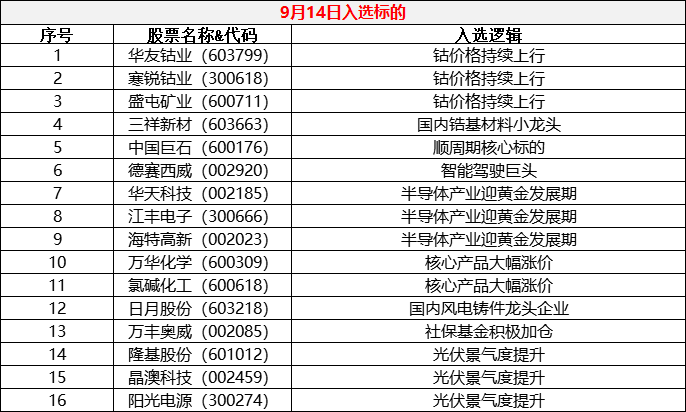 9月14日入选标的
序号 股票名称&代码 入选逻辑
1 华友钴业（603799） 钴价格持续上行
2 寒锐钴业（300618） 钴价格持续上行
3 盛屯矿业（600711） 钴价格持续上行
4 三祥新材（603663） 国内锆基材料小龙头
5 中国巨石（600176） 顺周期核心标的
6 德赛西威（002920） 智能驾驶巨头
7 华天科技（002185） 半导体产业迎黄金发展期
8 江丰电子（300666） 半导体产业迎黄金发展期
9 海特高新（002023） 半导体产业迎黄金发展期
10 万华化学（600309） 核心产品大幅涨价
11 氯碱化工（600618） 核心产品大幅涨价
12 日月股份（603218） 国内风电铸件龙头企业
13 万丰奥威（002085） 社保基金积极加仓
14 隆基股份（601012） 光伏景气度提升
15 晶澳科技（002459） 光伏景气度提升
16 阳光电源（300274） 光伏景气度提升